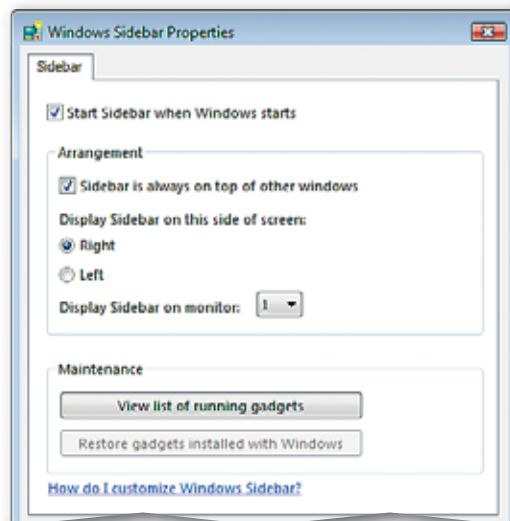 Windows Sidebar Properties
Sidebar
Start Sidebar when Windows starts
Arrangement
Sidebar is always on top of other windows
Display Sidebar on this side of screen:
Right
Left
Display Sidebar on monitor: 1
Maintenance
View list of running gadgets
Restore gadgets installed with Windows
How do I customize Windows Sidebar?